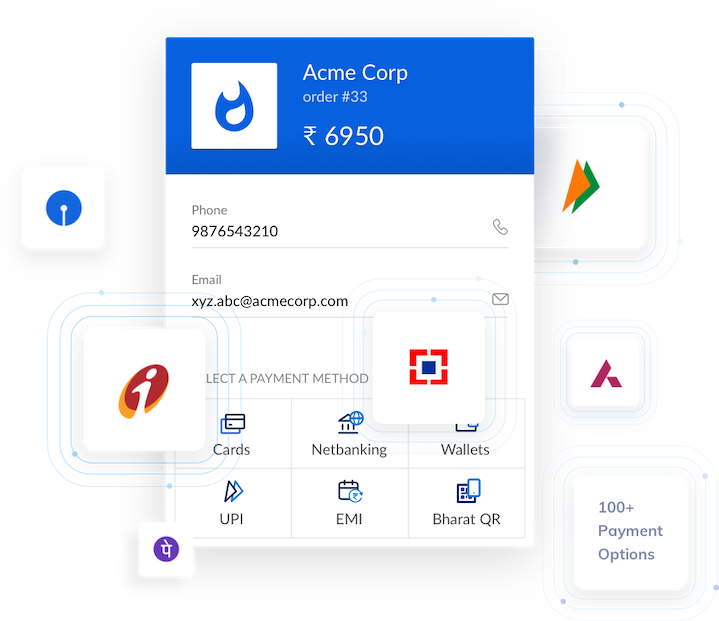 Acme Corp
order #33
₹ 6950
Phone
9876543210
Email
xyz.abc@acmecorp.com
LECT A PAYMENT METHOD
Cards
Netbanking
Wallets
UPI
EMI
Bharat QR
पे
100+
Payment
Options